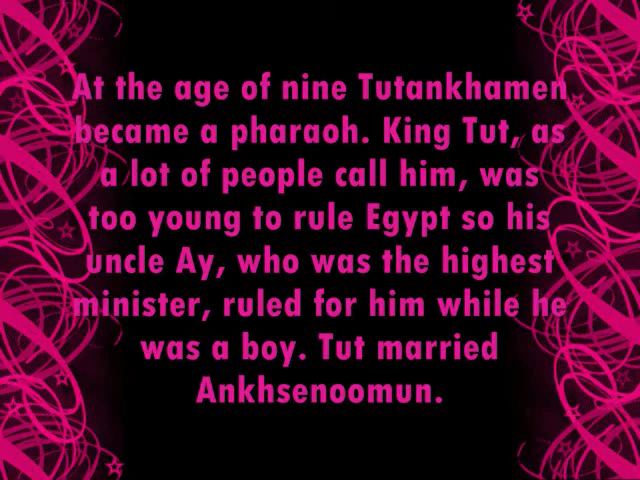 At the age of nine Tutankhamen
became a pharaoh. King Tut, as
a lot of people call him, was
too young to rule Egypt so his
uncle Ay, who was the highest
minister, ruled for him while he
was a boy. Tut married
Ankhsenoomun.